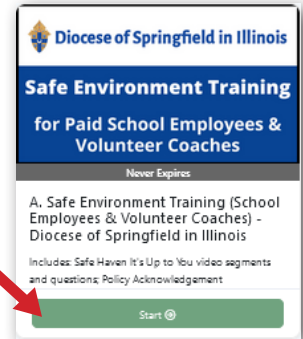 Diocese of Springfield in Illinois
Safe Environment Training
for Paid School Employees &
Volunteer Coaches
Never Expires
A. Safe Environment Training (School
Employees & Volunteer Coaches) -
Diocese of Springfield in Illinois
Includes: Safe Haven It's Up to You video segments
and questions; Policy Acknowledgement
Start